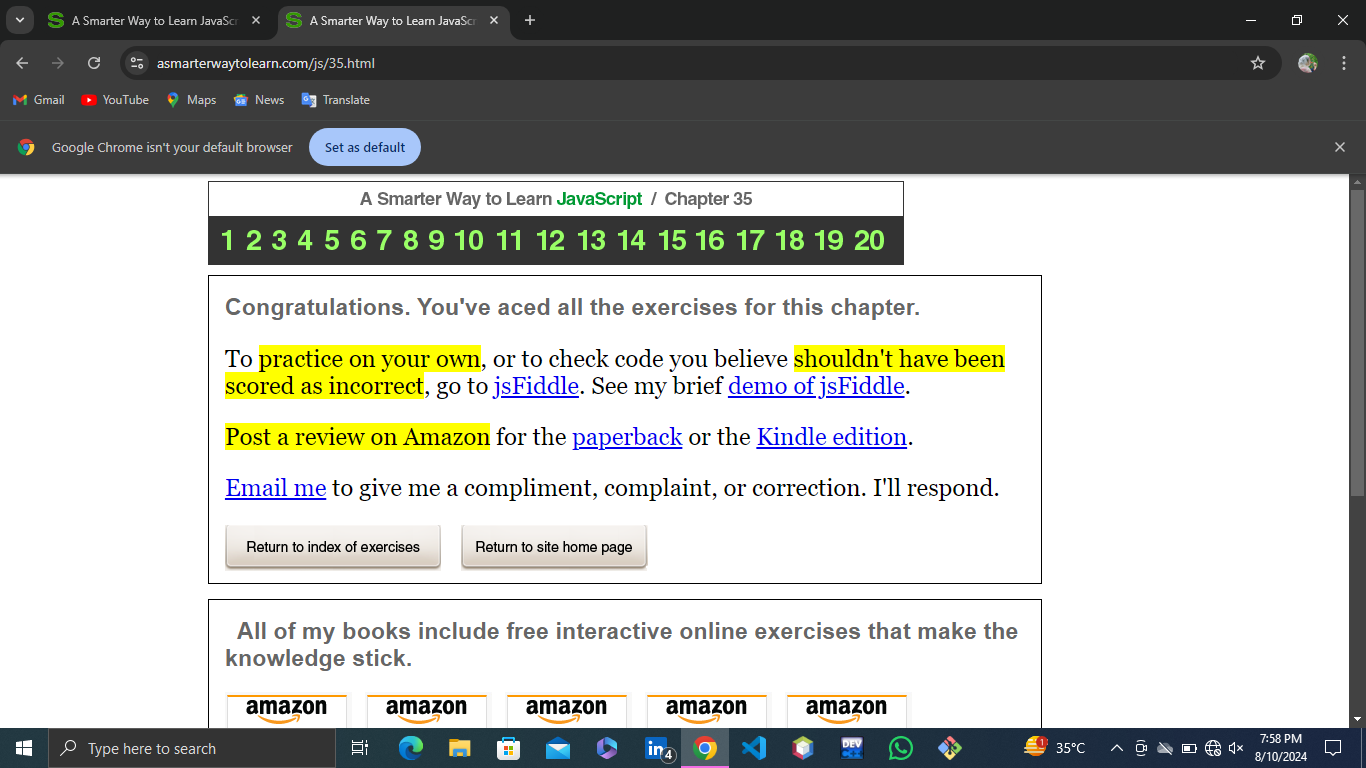 A Smarter Way to Learn JavaScr
A Smarter Way to Learn JavaScr
asmarterwaytolearn.com/js/35.html
Gmail YouTube Maps News Translate
Google Chrome isn't your default browser Set as default
A Smarter Way to Learn JavaScript / Chapter 35
1 2 3 4 5 6 7 8 9 10 11 12 13 14 15 16 17 18 19 20
Congratulations. You've aced all the exercises for this chapter.
To practice on your own, or to check code you believe shouldn't have been
scored as incorrect, go to jsFiddle. See my brief demo of jsFiddle.
Post a review on Amazon for the paperback or the Kindle edition.
Email me to give me a compliment, complaint, or correction. I'll respond.
Return to index of exercises Return to site home page
All of my books include free interactive online exercises that make the
knowledge stick.
amazon amazon amazon amazon amazon
Type here to search
in 4
DEV
1 35°C
7:58 PM
8/10/2024